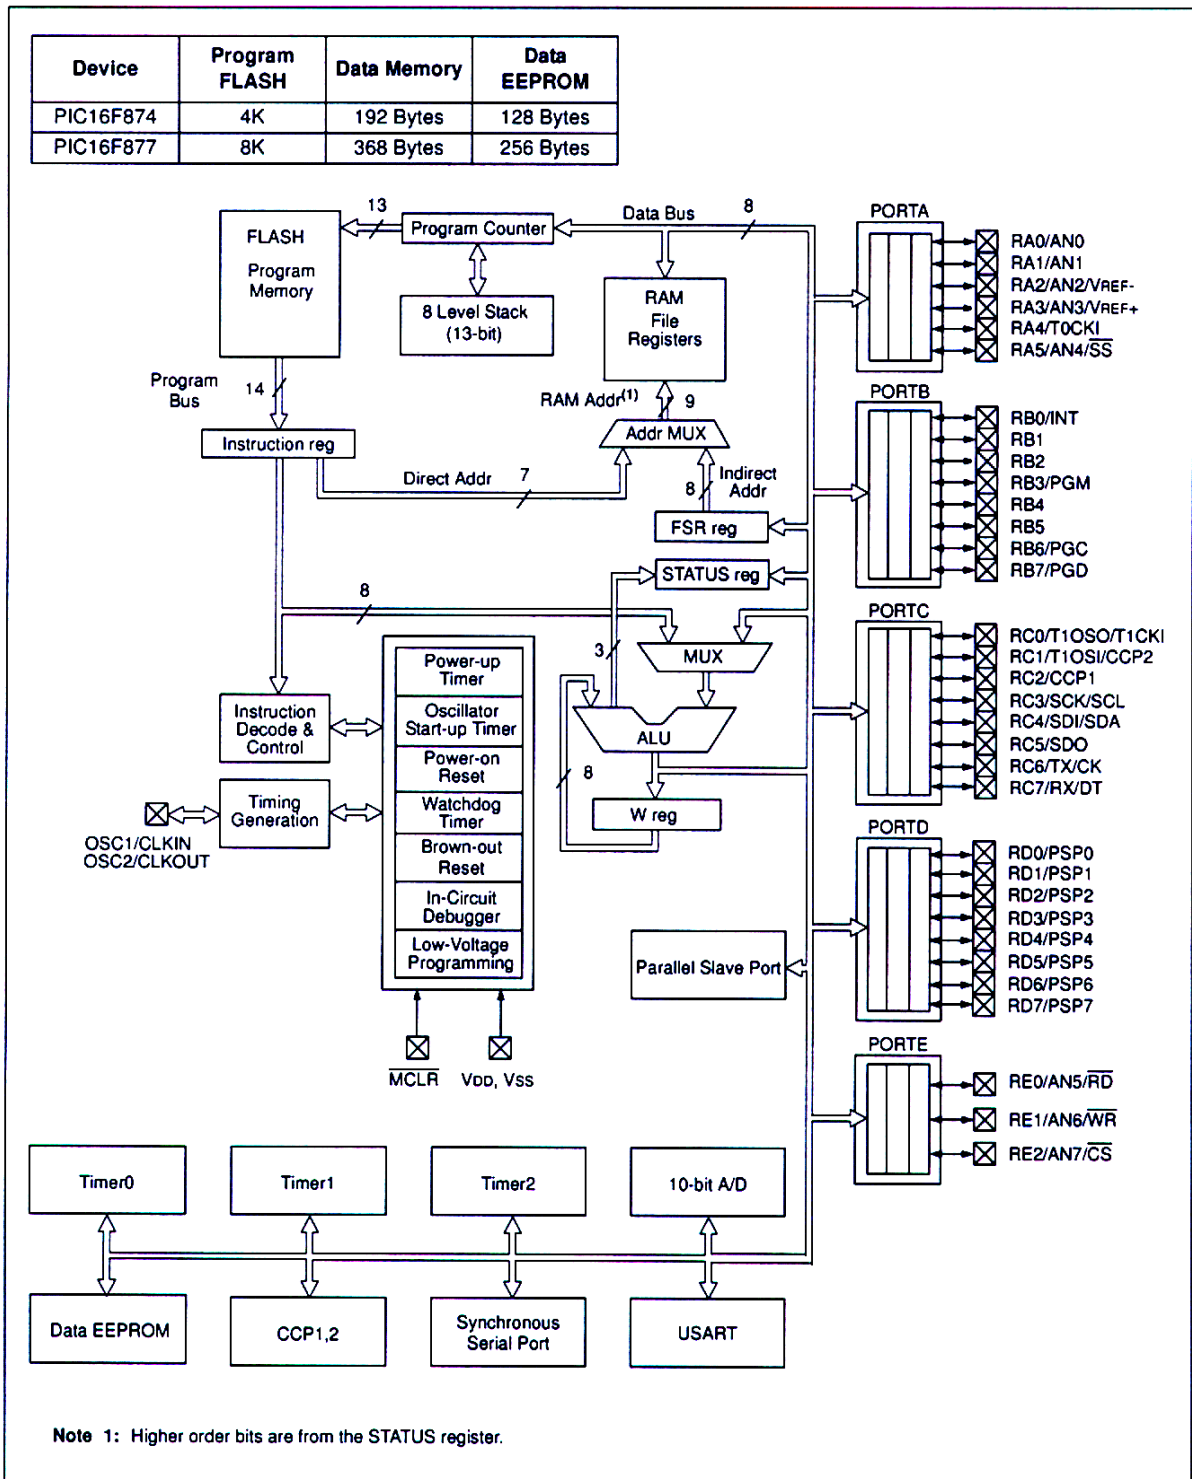 Device Program FLASH Data Memory Data EEPROM
PIC16F874 4K 192 Bytes 128 Bytes
PIC16F877 8K 368 Bytes 256 Bytes
13
Data Bus
8
FLASH
Program
Memory
Program Counter
8 Level Stack
(13-bit)
RAM
File
Registers
Program
Bus
14
RAM Addr(1)
9
Instruction reg
Addr MUX
Direct Addr
7
8
Indirect
Addr
FSR reg
STATUS reg
8
3
MUX
ALU
8
W reg
Power-up
Timer
Oscillator
Start-up Timer
Power-on
Reset
Watchdog
Timer
Brown-out
Reset
In-Circuit
Debugger
Low-Voltage
Programming
Instruction
Decode &
Control
Timing
Generation
OSC1/CLKIN
OSC2/CLKOUT
MCLR
VDD, VSS
Parallel Slave Port
PORTA
RA0/AN0
RA1/AN1
RA2/AN2/VREF-
RA3/AN3/VREF+
RA4/T0CKI
RA5/AN4/SS
PORTB
RB0/INT
RB1
RB2
RB3/PGM
RB4
RB5
RB6/PGC
RB7/PGD
PORTC
RC0/T1OSO/T1CKI
RC1/T1OSI/CCP2
RC2/CCP1
RC3/SCK/SCL
RC4/SDI/SDA
RC5/SDO
RC6/TX/CK
RC7/RX/DT
PORTD
RD0/PSP0
RD1/PSP1
RD2/PSP2
RD3/PSP3
RD4/PSP4
RD5/PSP5
RD6/PSP6
RD7/PSP7
PORTE
RE0/AN5/RD
RE1/AN6/WR
RE2/AN7/CS
Timer0
Timer1
Timer2
10-bit A/D
Data EEPROM
CCP1,2
Synchronous
Serial Port
USART
Note 1: Higher order bits are from the STATUS register.